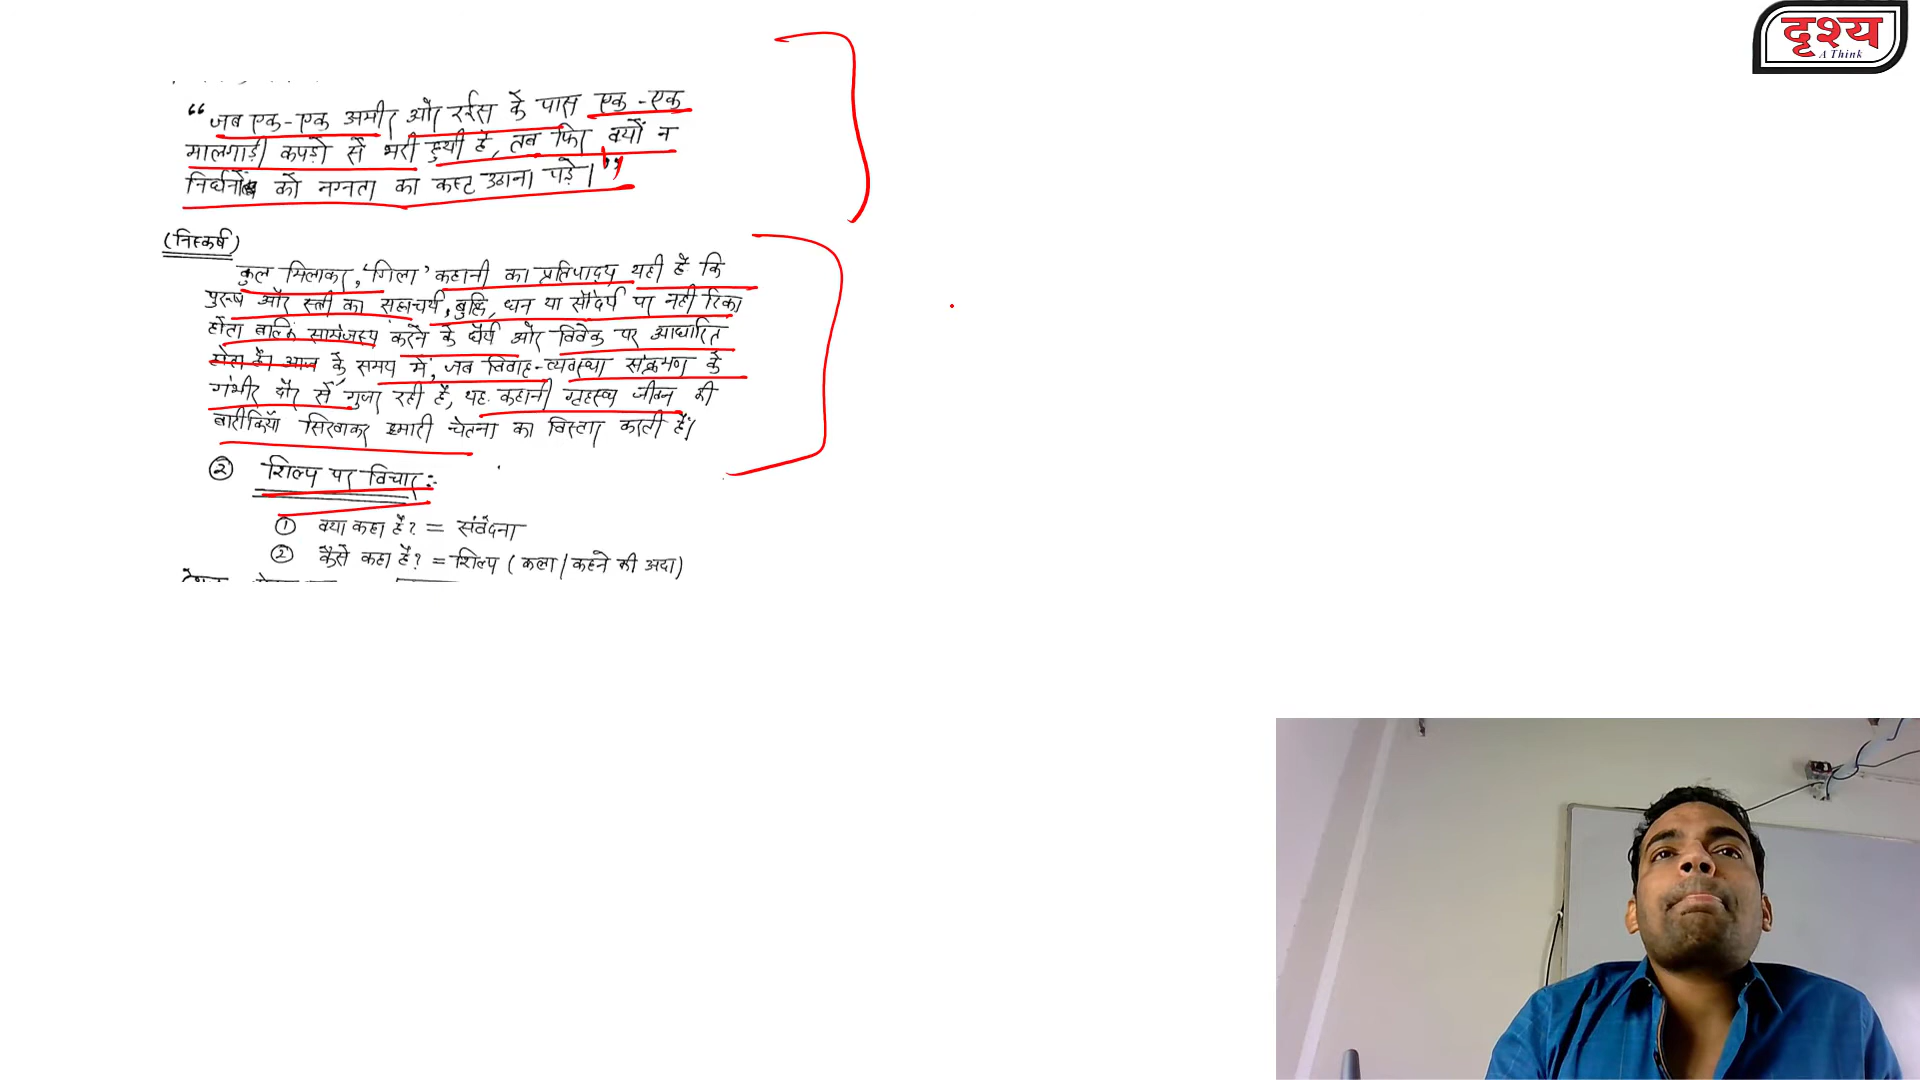 दृश्य
A Think
“जब एक-एक अमीर और रईस के पास एक-एक
मालगाड़ी कपड़ो से भरी हुयी है, तब फिर क्यों न
निर्धनों को नग्नता का कस्ट उठाना पड़े।”
(निस्कर्ष)
कुल मिलाकर, 'गिला' कहानी का प्रतिपाद्य यही है कि
पुरुष और स्त्री का सहाचर्य, बुद्धि, धन या सौंदर्य पर नही टिका
होता बल्कि सामंजस्य करने के धैर्य और विवेक पर आधारित
होता है। आज के समय में, जब विवाह-व्यवस्था संक्रमण के
गंभीर दौर से गुजर रही है, यह कहानी गृहस्थ जीवन की
बारीकियाँ सिखाकर हमारी चेतना का विस्तार करती है।
② शिल्प पर विचार:-
① क्या कहा है? = संवेदना
② कैसे कहा है? = शिल्प (कला/कहने की अदा)